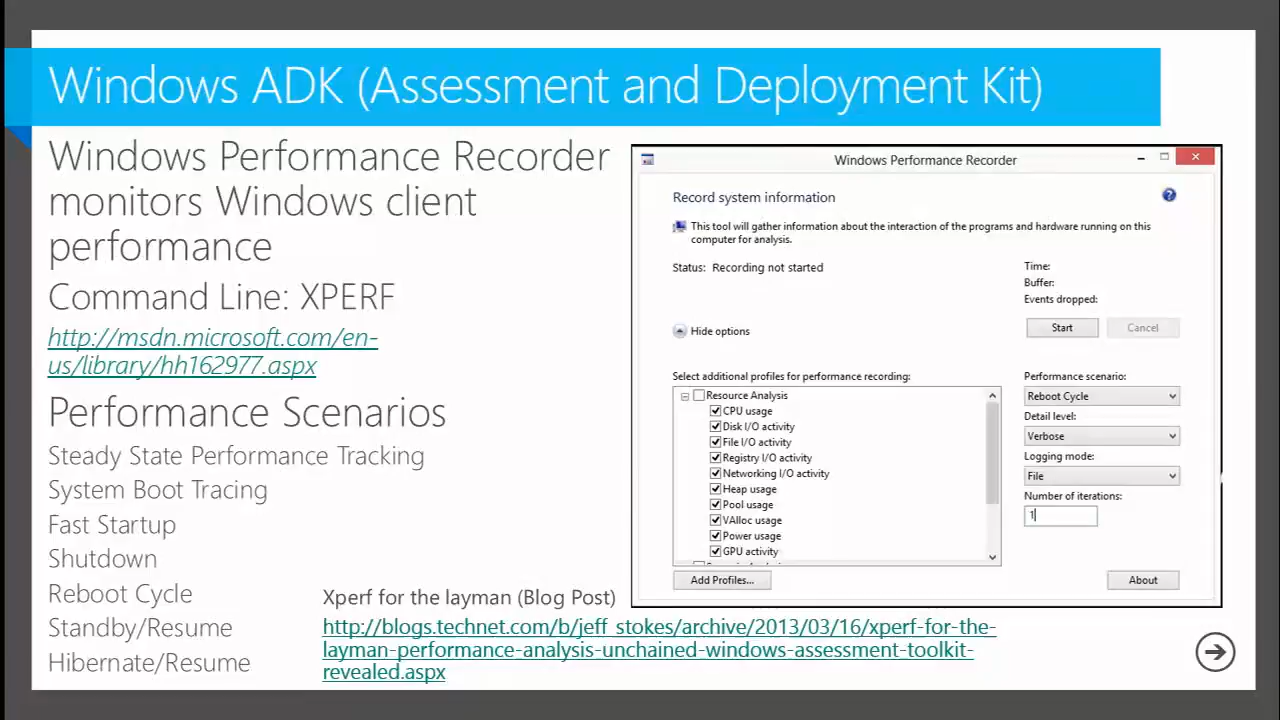 Windows ADK (Assessment and Deployment Kit)
Windows Performance Recorder
monitors Windows client
performance
Command Line: XPERF
http://msdn.microsoft.com/en-
us/library/hh162977.aspx
Performance Scenarios
Steady State Performance Tracking
System Boot Tracing
Fast Startup
Shutdown
Reboot Cycle
Standby/Resume
Hibernate/Resume
Xperf for the layman (Blog Post)
http://blogs.technet.com/b/jeff_stokes/archive/2013/03/16/xperf-for-the-
layman-performance-analysis-unchained-windows-assessment-toolkit-
revealed.aspx
Windows Performance Recorder
Record system information
This tool will gather information about the interaction of the programs and hardware running on this
computer for analysis.
Status: Recording not started
Time:
Buffer:
Events dropped:
Start
Cancel
Hide options
Select additional profiles for performance recording:
Resource Analysis
CPU usage
Disk I/O activity
File I/O activity
Registry I/O activity
Networking I/O activity
Heap usage
Pool usage
VAlloc usage
Power usage
GPU activity
Add Profiles...
Performance scenario:
Reboot Cycle
Detail level:
Verbose
Logging mode:
File
Number of iterations:
1
About